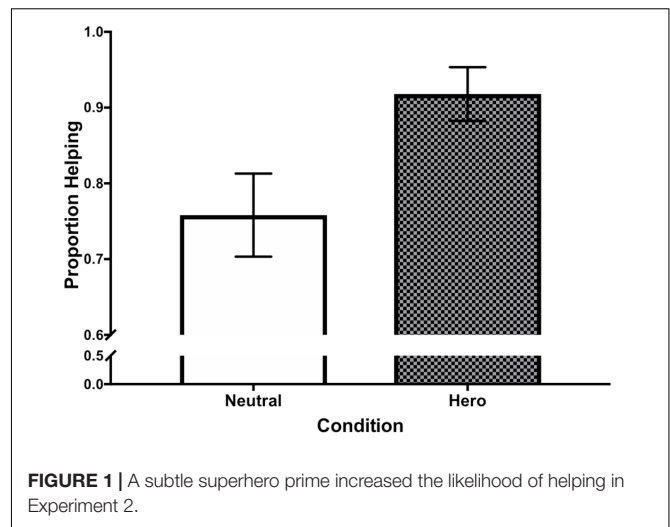 1.0
0.9
0.8
0.7
0.6
0.5
0.0
Proportion Helping
Neutral
Hero
Condition
FIGURE 1 | A subtle superhero prime increased the likelihood of helping in
Experiment 2.